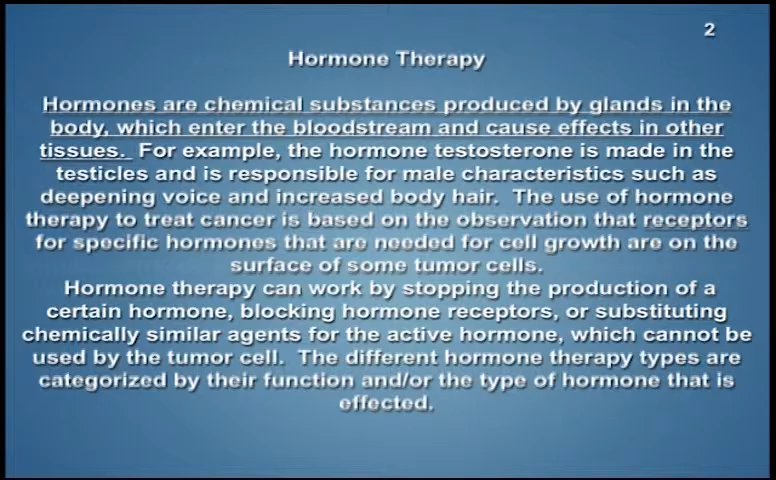 2
Hormone Therapy
Hormones are chemical substances produced by glands in the
body, which enter the bloodstream and cause effects in other
tissues. For example, the hormone testosterone is made in the
testicles and is responsible for male characteristics such as
deepening voice and increased body hair. The use of hormone
therapy to treat cancer is based on the observation that receptors
for specific hormones that are needed for cell growth are on the
surface of some tumor cells.
Hormone therapy can work by stopping the production of a
certain hormone, blocking hormone receptors, or substituting
chemically similar agents for the active hormone, which cannot be
used by the tumor cell. The different hormone therapy types are
categorized by their function and/or the type of hormone that is
effected.